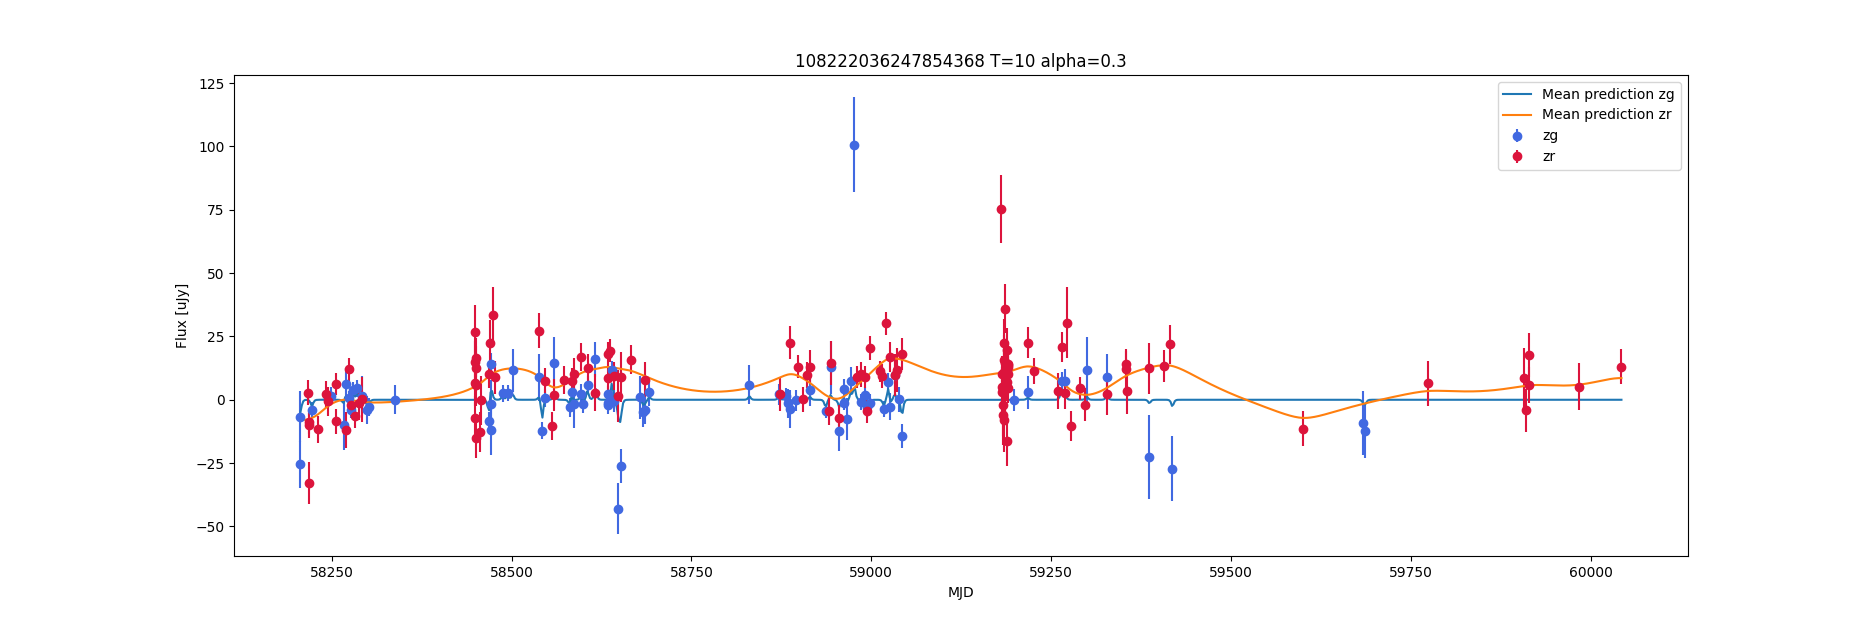 108222036247854368 T=10 alpha=0.3
125
100
75
50
25
0
−25
−50
Flux [uJy]
58250
58500
58750
59000
59250
59500
59750
60000
MJD
Mean prediction zg
Mean prediction zr
zg
zr